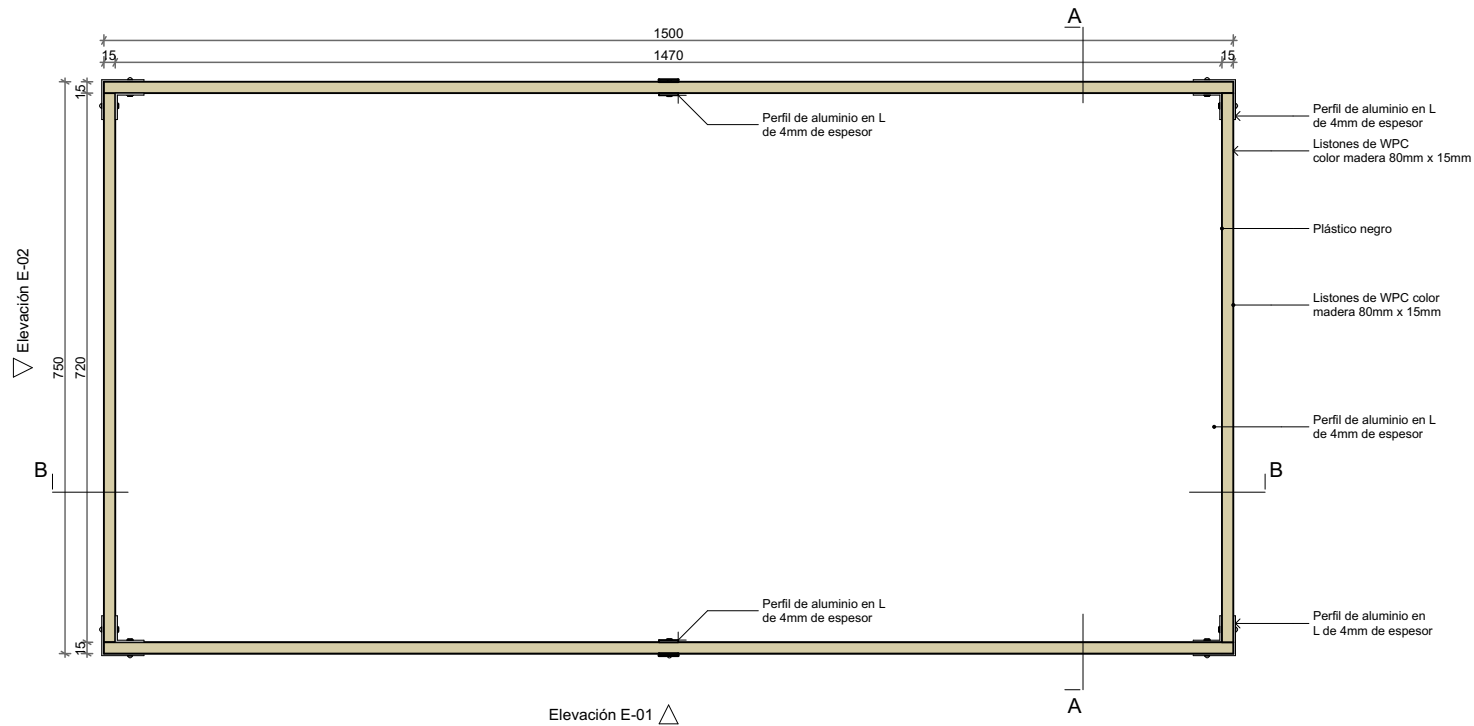 A
1500
15
1470
15
15
Perfil de aluminio en L
de 4mm de espesor
Perfil de aluminio en L
de 4mm de espesor
Listones de WPC
color madera 80mm x 15mm
Plástico negro
Elevación E-02
Listones de WPC color
madera 80mm x 15mm
750
720
Perfil de aluminio en L
de 4mm de espesor
B
B
Perfil de aluminio en L
de 4mm de espesor
Perfil de aluminio en
L de 4mm de espesor
15
A
Elevación E-01